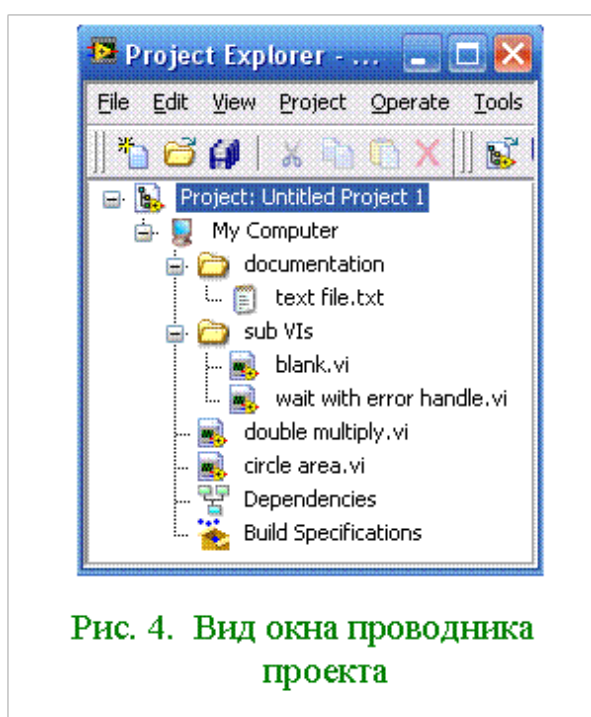 Project Explorer - ...
File Edit View Project Operate Tools
Project: Untitled Project 1
My Computer
documentation
text file.txt
sub VIs
blank.vi
wait with error handle.vi
double multiply.vi
circle area.vi
Dependencies
Build Specifications
Рис. 4. Вид окна проводника
проекта